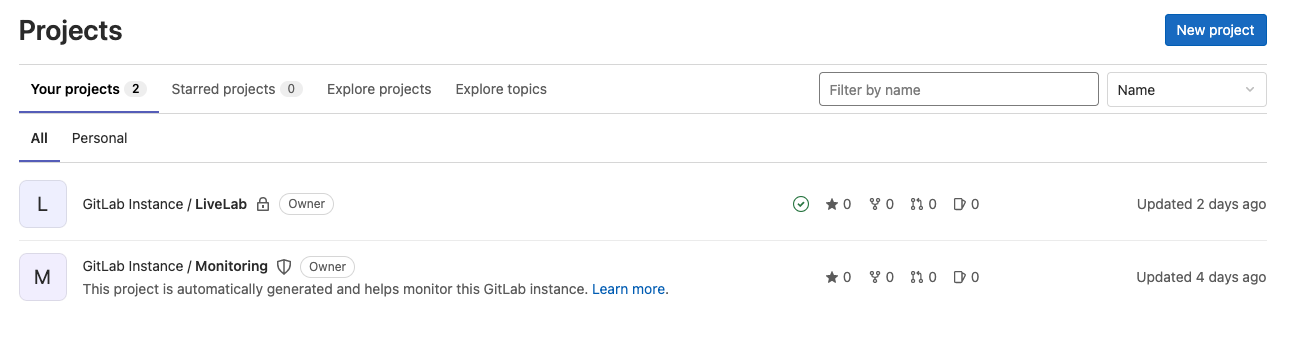 Projects
New project
Your projects 2 Starred projects 0 Explore projects Explore topics Filter by name Name
All Personal
L GitLab Instance / LiveLab Owner 0 0 0 0 Updated 2 days ago
GitLab Instance / Monitoring Owner
M 0 0 0 0 Updated 4 days ago
This project is automatically generated and helps monitor this GitLab instance. Learn more.